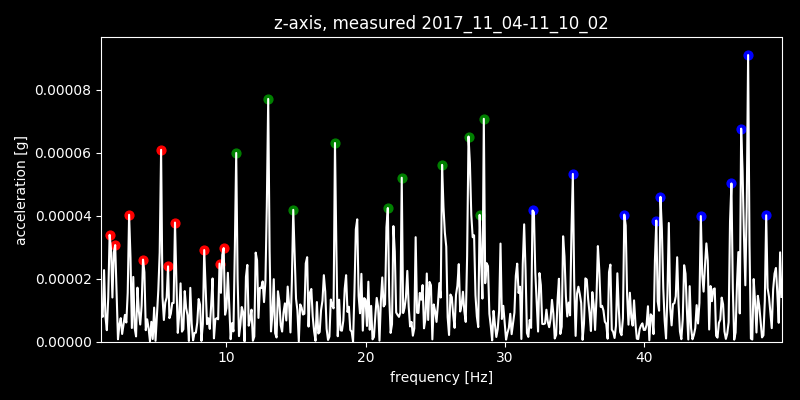 z-axis, measured 2017_11_04-11_10_02
acceleration [g]
0.00008
0.00006
0.00004
0.00002
0.00000
10 20 30 40
frequency [Hz]